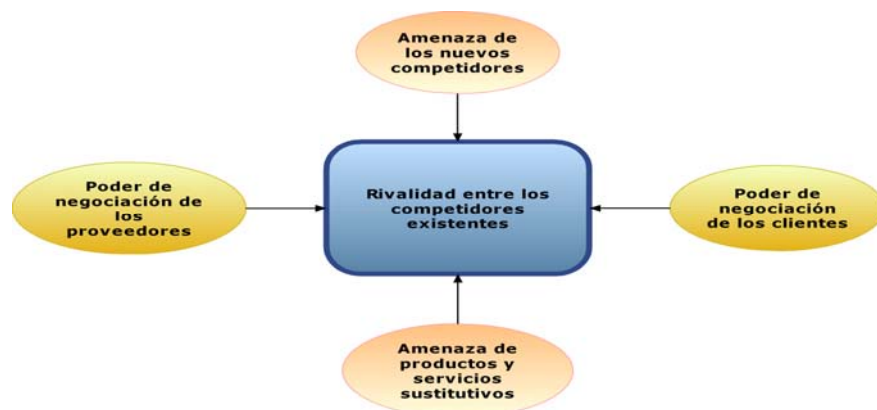 Amenaza de
los nuevos
competidores
Poder de
negociación de
los
proveedores
Rivalidad entre los
competidores
existentes
Poder de
negociación
de los clientes
Amenaza de
productos y
servicios
sustitutivos